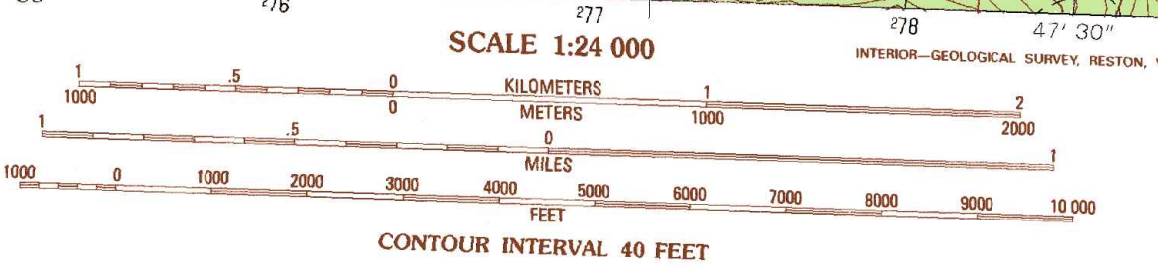 ²76 ²77 ²78 47' 30"
SCALE 1:24 000
INTERIOR—GEOLOGICAL SURVEY, RESTON,
1 .5 0 KILOMETERS 1 2
1000 0 METERS 1000 2000
1 .5 0 1
MILES
1000 0 1000 2000 3000 4000 5000 6000 7000 8000 9000 10 000
FEET
CONTOUR INTERVAL 40 FEET